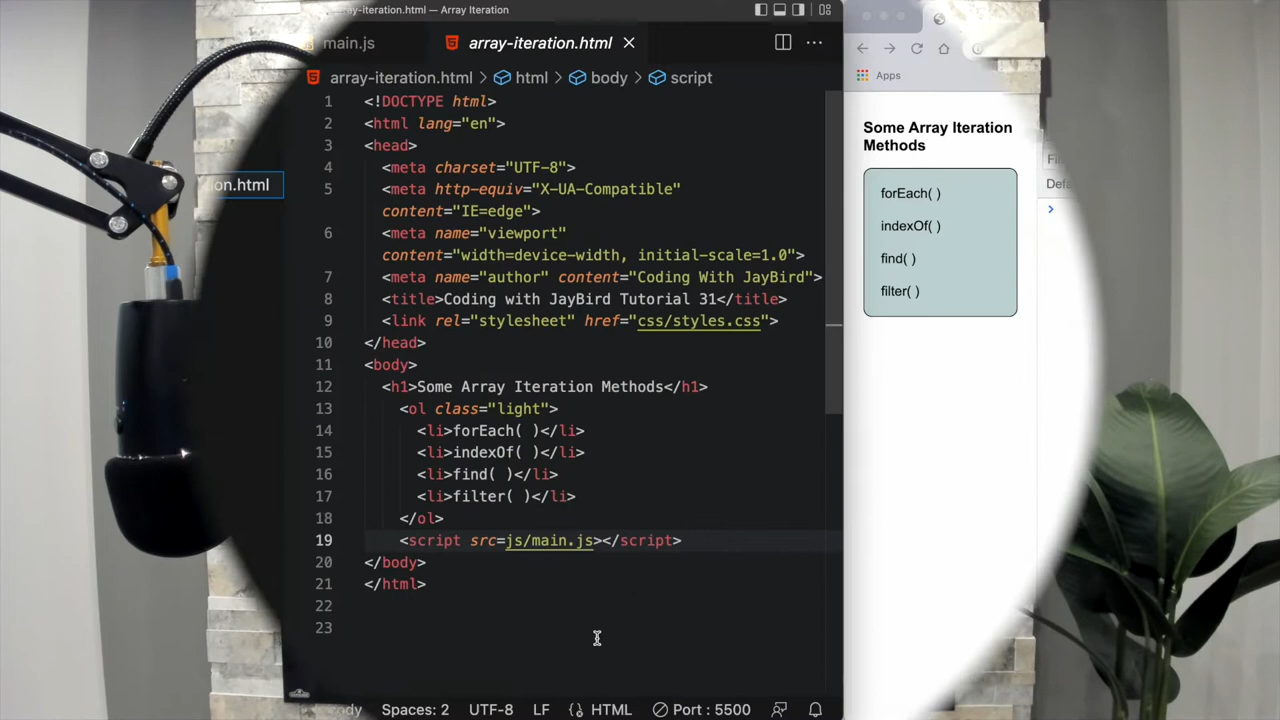 array-iteration.html — Array Iteration
main.js
array-iteration.html
array-iteration.html > html > body > script
ion.html
1 <!DOCTYPE html>
2 <html lang="en">
3 <head>
4 <meta charset="UTF-8">
5 <meta http-equiv="X-UA-Compatible"
content="IE=edge">
6 <meta name="viewport"
content="width=device-width, initial-scale=1.0">
7 <meta name="author" content="Coding With JayBird">
8 <title>Coding with JayBird Tutorial 31</title>
9 <link rel="stylesheet" href="css/styles.css">
10 </head>
11 <body>
12 <h1>Some Array Iteration Methods</h1>
13 <ol class="light">
14 <li>forEach( )</li>
15 <li>indexOf( )</li>
16 <li>find( )</li>
17 <li>filter( )</li>
18 </ol>
19 <script src=js/main.js></script>
20 </body>
21 </html>
22
23
Spaces: 2 UTF-8 LF HTML Port : 5500
Apps
Some Array Iteration
Methods
forEach( )
indexOf( )
find( )
filter( )